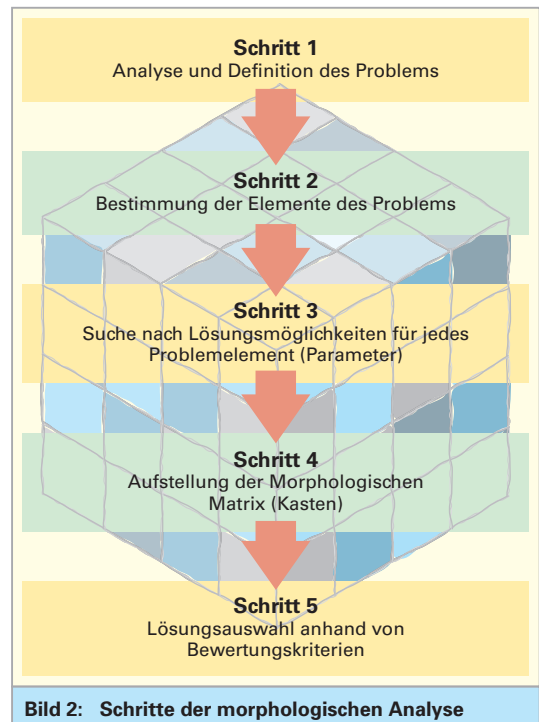 Schritt 1
Analyse und Definition des Problems
Schritt 2
Bestimmung der Elemente des Problems
Schritt 3
Suche nach Lösungsmöglichkeiten für jedes
Problemelement (Parameter)
Schritt 4
Aufstellung der Morphologischen
Matrix (Kasten)
Schritt 5
Lösungsauswahl anhand von
Bewertungskriterien
Bild 2: Schritte der morphologischen Analyse